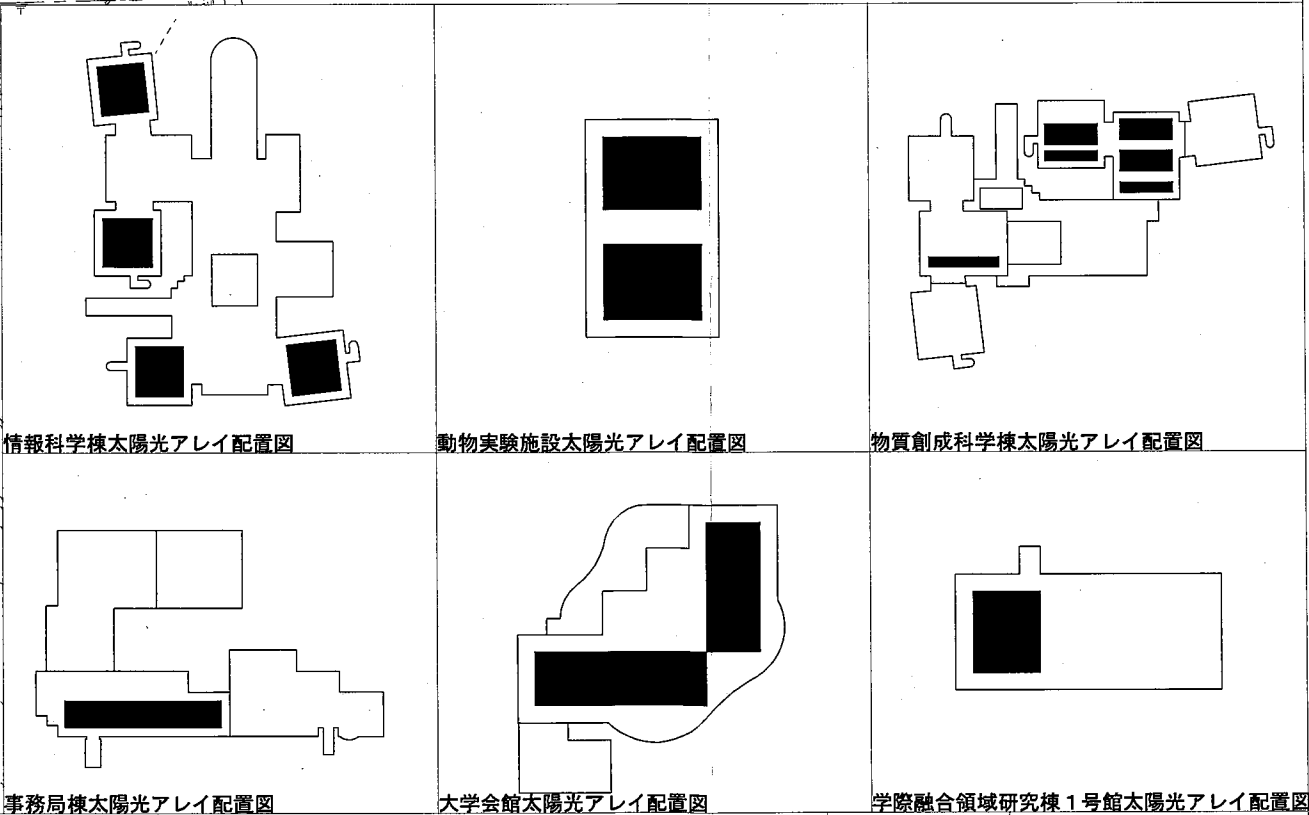 情報科学棟太陽光アレイ配置図
動物実験施設太陽光アレイ配置図
物質創成科学棟太陽光アレイ配置図
事務局棟太陽光アレイ配置図
大学会館太陽光アレイ配置図
学際融合領域研究棟1号館太陽光アレイ配置図